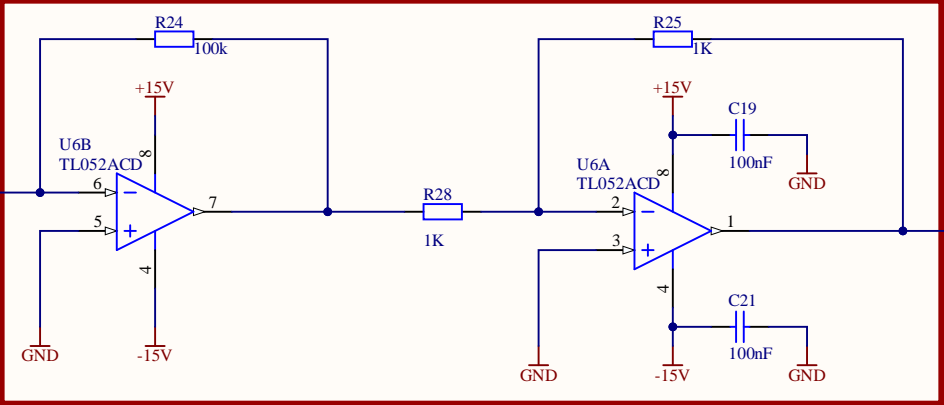 R24
100k
+15V
8
U6B
TL052ACD
6
5
7
4
GND
-15V
R28
1K
R25
1K
+15V
C19
100nF
GND
8
U6A
TL052ACD
2
3
1
4
C21
100nF
GND
-15V
GND